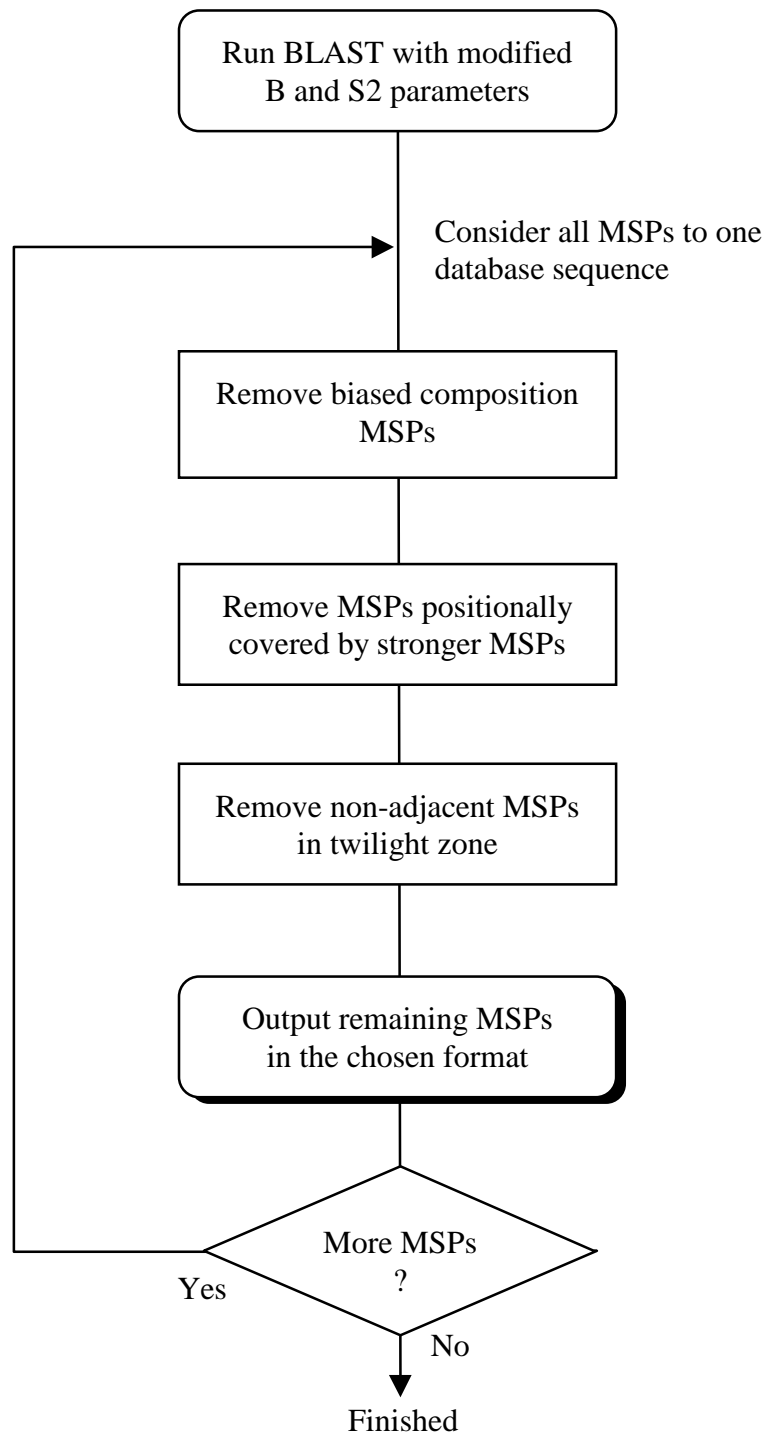 Run BLAST with modified
B and S2 parameters
Consider all MSPs to one
database sequence
Remove biased composition
MSPs
Remove MSPs positionally
covered by stronger MSPs
Remove non-adjacent MSPs
in twilight zone
Output remaining MSPs
in the chosen format
More MSPs
?
Yes
No
Finished